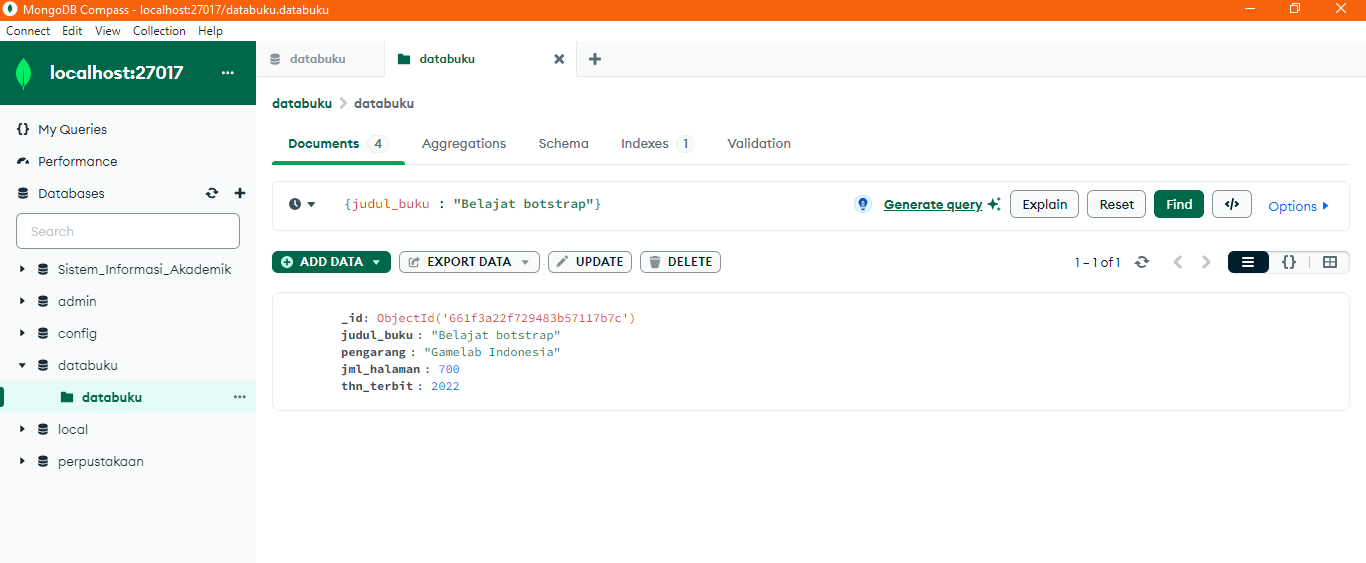 MongoDB Compass - localhost:27017/databuku.databuku
Connect Edit View Collection Help
localhost:27017 ...
databuku databuku
databuku > databuku
{} My Queries
Performance
Databases
Search
Sistem_Informasi_Akademik
admin
config
databuku
databuku ...
local
perpustakaan
Documents 4 Aggregations Schema Indexes 1 Validation
{judul_buku : "Belajat botstrap"}
Generate query Explain Reset Find </> Options
ADD DATA EXPORT DATA UPDATE DELETE
1 – 1 of 1 {}
_id: ObjectId('661f3a22f729483b57117b7c')
judul_buku : "Belajat botstrap"
pengarang : "Gamelab Indonesia"
jml_halaman : 700
thn_terbit : 2022